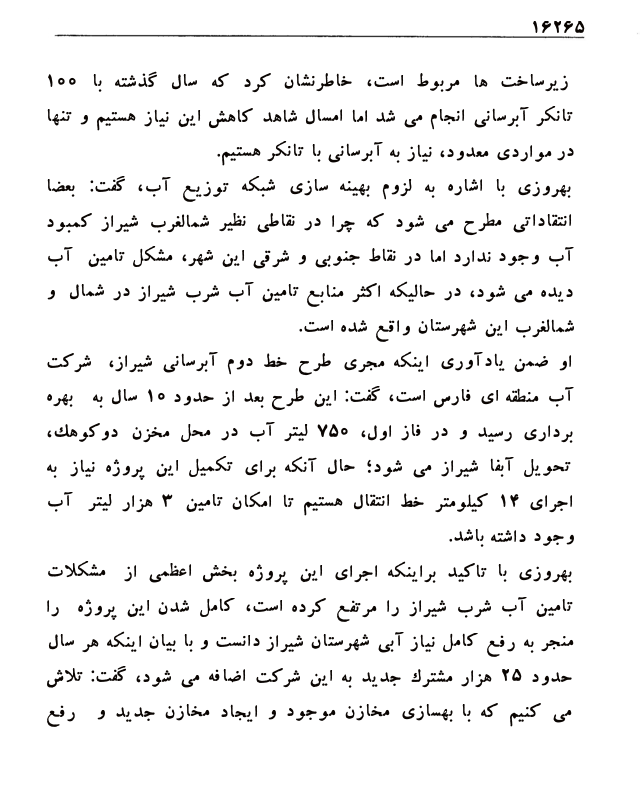 ۱۶۲۶۵
زیرساخت ها مربوط است، خاطرنشان کرد که سال گذشته با ۱۰۰
تانکر آبرسانی انجام می شد اما امسال شاهد کاهش این نیاز هستیم و تنها
در مواردی معدود، نیاز به آبرسانی با تانکر هستیم.
بهروزی با اشاره به لزوم بهینه سازی شبکه توزیع آب، گفت: بعضا
انتقاداتی مطرح می شود که چرا در نقاطی نظیر شمالغرب شیراز کمبود
آب وجود ندارد اما در نقاط جنوبی و شرقی این شهر، مشکل تامین آب
دیده می شود، در حالیکه اکثر منابع تامین آب شرب شیراز در شمال و
شمالغرب این شهرستان واقع شده است.
او ضمن یادآوری اینکه مجری طرح خط دوم آبرسانی شیراز، شرکت
آب منطقه ای فارس است، گفت: این طرح بعد از حدود ۱۰ سال به بهره
برداری رسید و در فاز اول، ۷۵۰ لیتر آب در محل مخزن دوکوهك،
تحویل آبفا شیراز می شود؛ حال آنکه برای تکمیل این پروژه نیاز به
اجرای ۱۴ کیلومتر خط انتقال هستیم تا امکان تامین ۳ هزار لیتر آب
وجود داشته باشد.
بهروزی با تاکید براینکه اجرای این پروژه بخش اعظمی از مشکلات
تامین آب شرب شیراز را مرتفع کرده است، کامل شدن این پروژه را
منجر به رفع کامل نیاز آبی شهرستان شیراز دانست و با بیان اینکه هر سال
حدود ۲۵ هزار مشترك جدید به این شرکت اضافه می شود، گفت: تلاش
می کنیم که با بهسازی مخازن موجود و ایجاد مخازن جدید و رفع